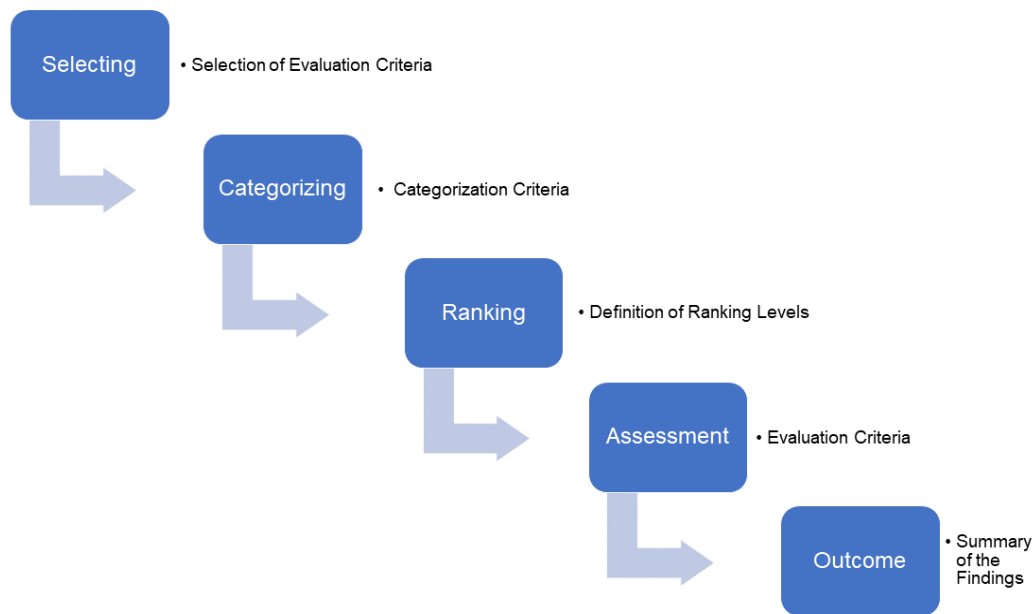 Selecting
• Selection of Evaluation Criteria
Categorizing
• Categorization Criteria
Ranking
• Definition of Ranking Levels
Assessment
• Evaluation Criteria
Outcome
• Summary
of the
Findings